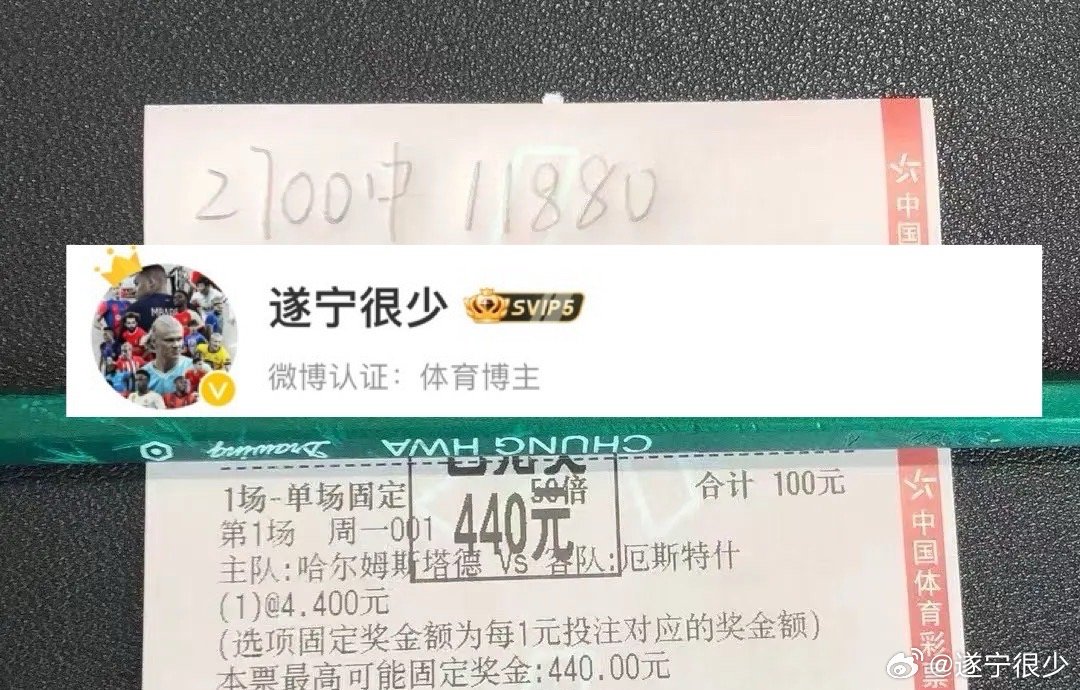 2700中 11880
中国
遂宁很少 SVIP5
微博认证：体育博主
CHUNG HWA
Drawing
1场-单场固定 50倍 合计 100元
440元
第1场 周一001
主队:哈尔姆斯塔德 Vs 客队:厄斯特什
(1)@4.400元
(选项固定奖金额为每1元投注对应的奖金额)
本票最高可能固定奖金:440.00元
中国体育彩票
@遂宁很少